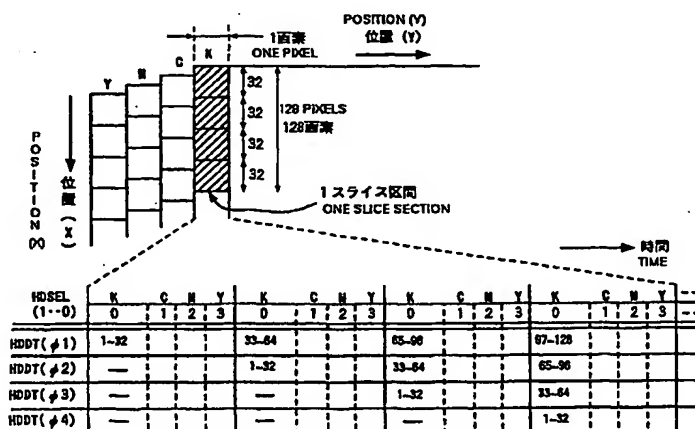 POSITION (Y)
位置 (Y)
1画素
ONE PIXEL
Y M C K
32
32
32
32
128 PIXELS
128画素
POSITION (X)
位置 (X)
1スライス区間
ONE SLICE SECTION
時間
TIME
HDSEL (1··0) K C M Y K C M Y K C M Y K C
0 1 2 3 0 1 2 3 0 1 2 3 0 1 2 3
HDDT(φ1) 1~32 33~64 65~96 97~128
HDDT(φ2) — 1~32 33~64 65~96
HDDT(φ3) — — 1~32 33~64
HDDT(φ4) — — — 1~32